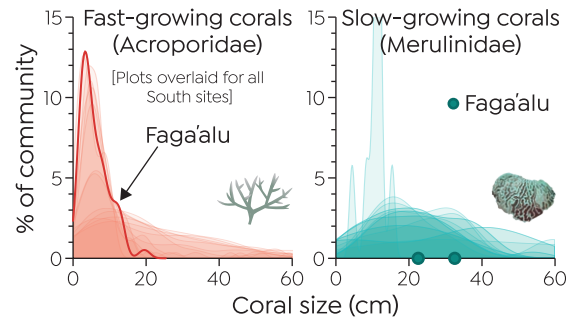 Fast-growing corals
(Acroporidae)
[Plots overlaid for all
South sites]
Faga'alu
% of community
15
10
5
0
0 20 40 60
Slow-growing corals
(Merulinidae)
Faga'alu
15
10
5
0
0 20 40 60
Coral size (cm)